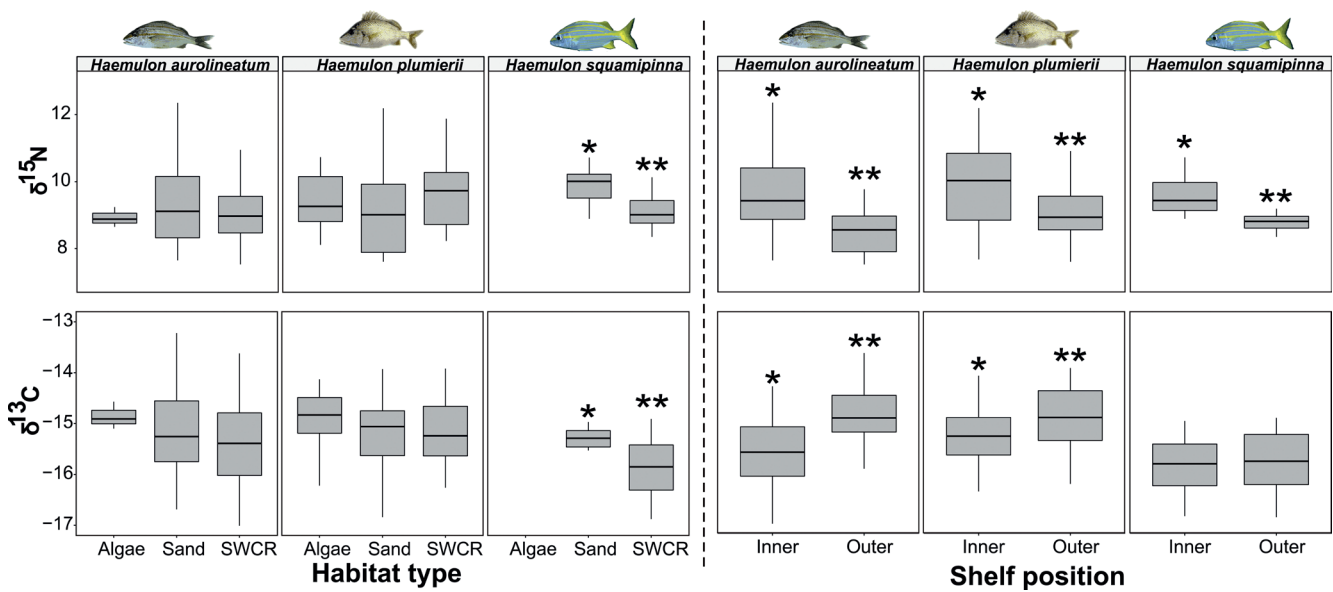 Haemulon aurolineatum Haemulon plumierii Haemulon squamipinna Haemulon aurolineatum Haemulon plumierii Haemulon squamipinna
δ15N
12
10
8
* ** * ** * ** * **
δ13C
−13
−14
−15
−16
−17
* ** * ** * **
Algae Sand SWCR Algae Sand SWCR Algae Sand SWCR Inner Outer Inner Outer Inner Outer
Habitat type Shelf position